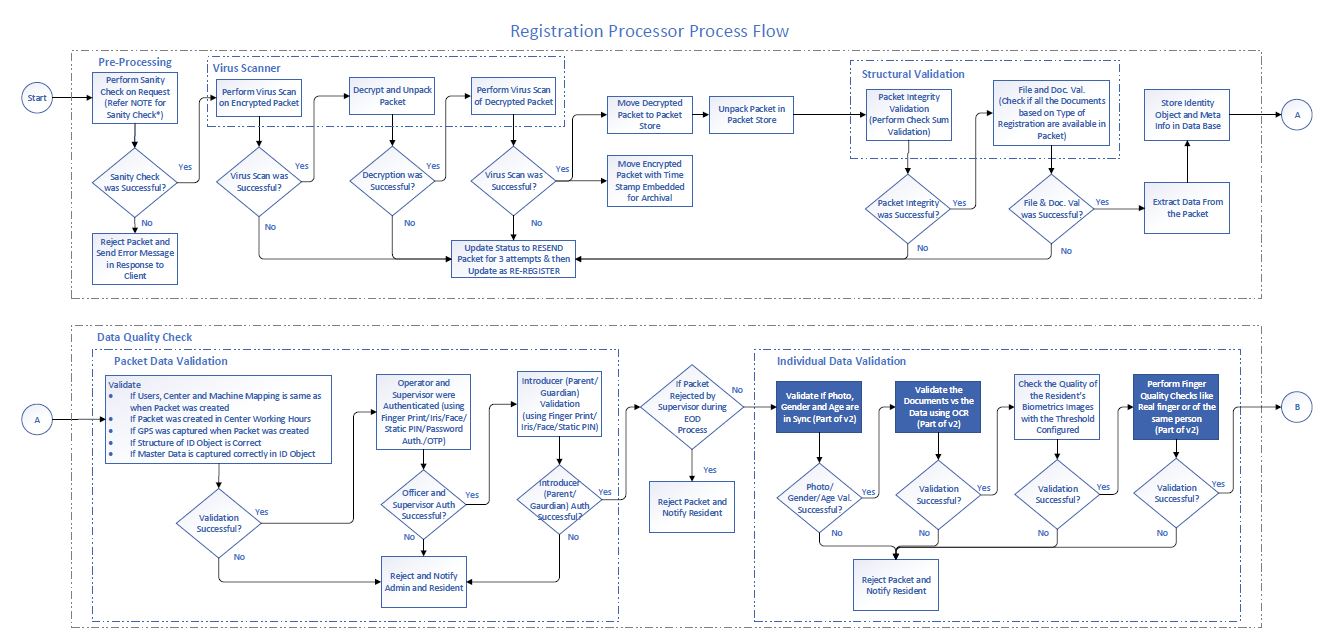 Registration Processor Process Flow
Pre-Processing
Virus Scanner
Structural Validation
Start
Perform Sanity
Check on Request
(Refer NOTE for
Sanity Check*)
Perform Virus Scan
on Encrypted Packet
Decrypt and Unpack
Packet
Perform Virus Scan
of Decrypted Packet
Move Decrypted
Packet to Packet
Store
Unpack Packet in
Packet Store
Packet Integrity
Validation
(Perform Check Sum
Validation)
File and Doc. Val.
(Check if all the Documents
based on Type of
Registration are available in
Packet)
Store Identity
Object and Meta
Info in Data Base
A
Sanity Check
was Successful?
Yes
No
Virus Scan was
Successful?
Yes
No
Decryption was
Successful?
Yes
No
Virus Scan was
Successful?
Yes
No
Move Encrypted
Packet with Time
Stamp Embedded
for Archival
Packet Integrity
was Successful?
Yes
No
File & Doc. Val
was Successful?
Yes
No
Extract Data From
the Packet
Reject Packet and
Send Error Message
in Response to
Client
Update Status to RESEND
Packet for 3 attempts & then
Update as RE-REGISTER
Data Quality Check
Packet Data Validation
Individual Data Validation
A
Validate
• If Users, Center and Machine Mapping is same as
when Packet was created
• If Packet was created in Center Working Hours
• If GPS was captured when Packet was created
• If Structure of ID Object is Correct
• If Master Data is captured correctly in ID Object
Operator and
Supervisor were
Authenticated (using
Finger Print/Iris/Face/
Static PIN/Password
Auth./OTP)
Introducer (Parent/
Guardian)
Validation
(using Finger Print/
Iris/Face/Static PIN)
If Packet
Rejected by
Supervisor during
EOD
Process
No
Yes
Validate If Photo,
Gender and Age are
in Sync (Part of v2)
Validate the
Documents vs the
Data using OCR
(Part of v2)
Check the Quality of
the Resident's
Biometrics Images
with the Threshold
Configured
Perform Finger
Quality Checks like
Real finger or of the
same person
(Part of v2)
B
Validation
Successful?
Yes
No
Officer and
Supervisor Auth
Successful?
Yes
No
Introducer
(Parent/
Gaurdian) Auth
Successful?
Yes
No
Reject Packet and
Notify Resident
Photo/
Gender/Age Val.
Successful?
Yes
No
Validation
Successful?
Yes
No
Validation
Successful?
Yes
No
Validation
Successful?
Yes
No
Reject and Notify
Admin and Resident
Reject Packet and
Notify Resident